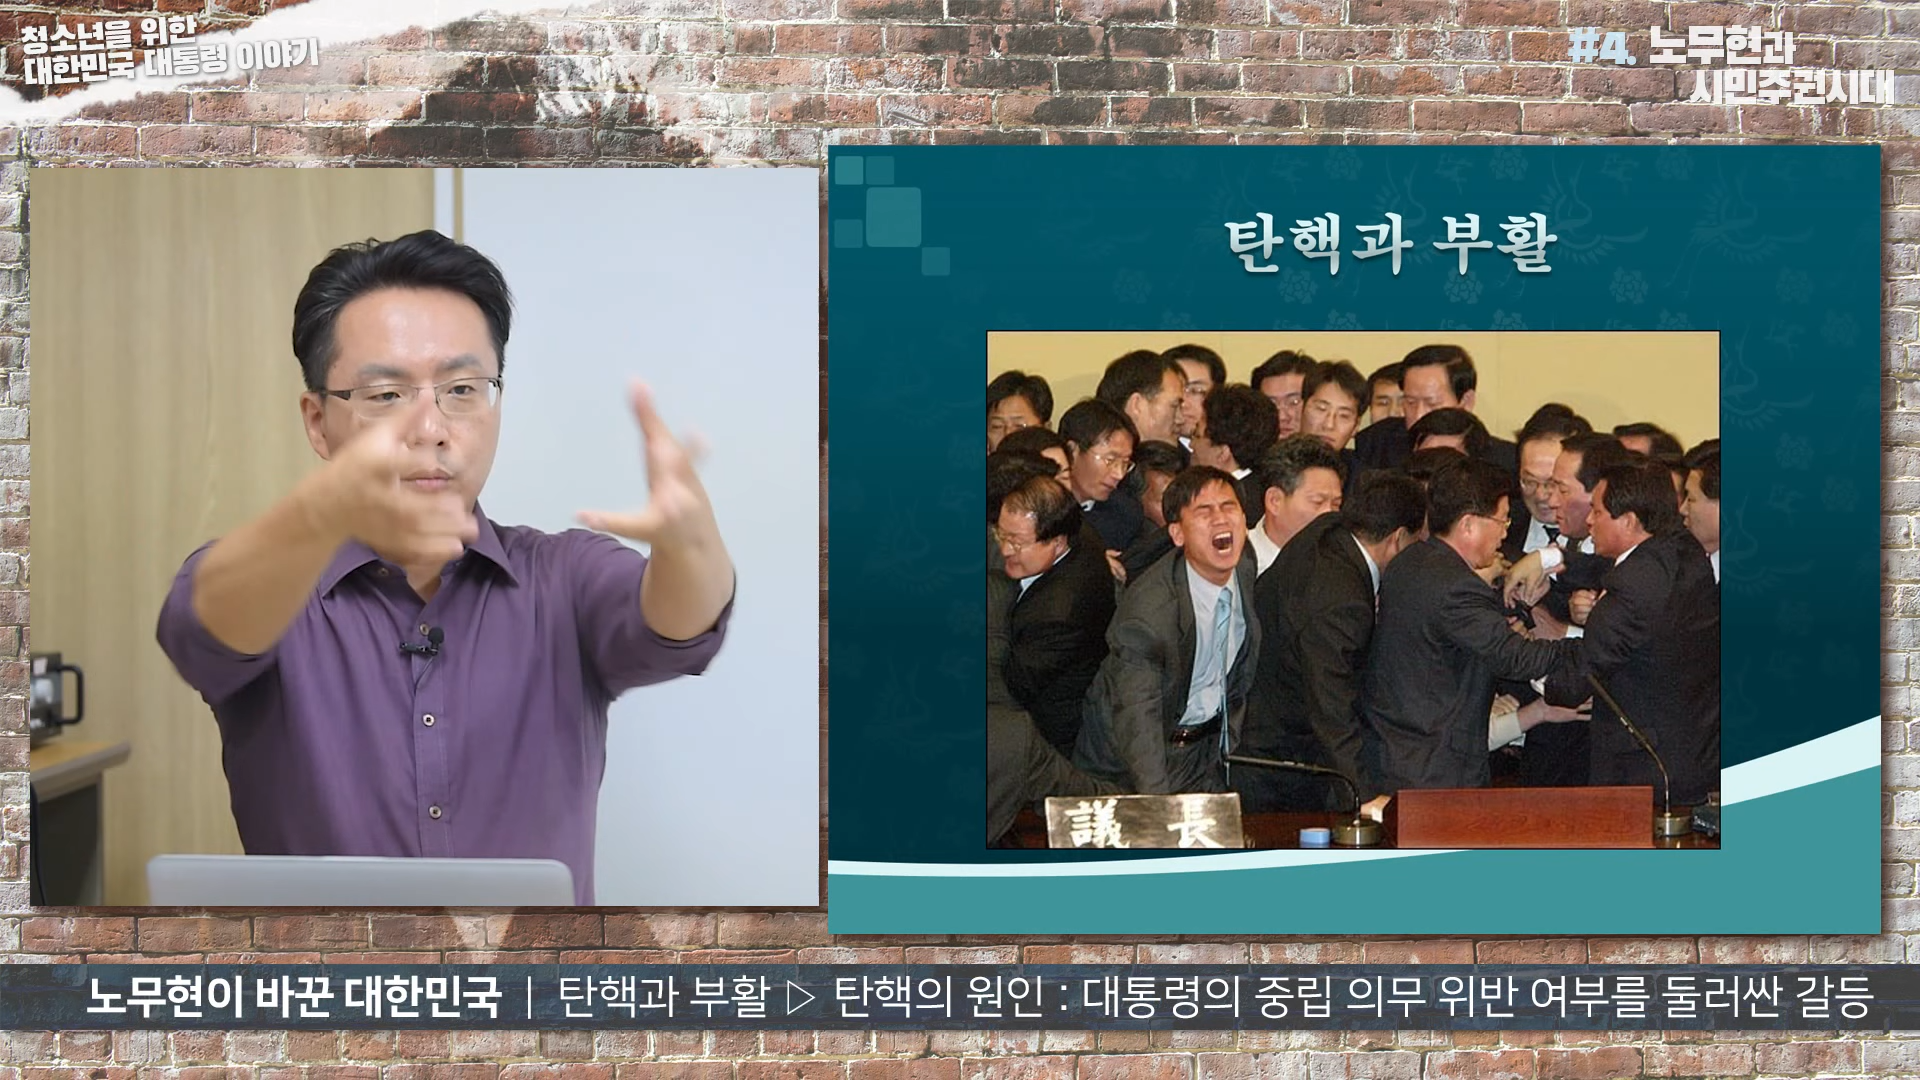 청소년을 위한
대한민국 대통령 이야기
#4. 노무현과
시민주권시대
탄핵과 부활
議 長
노무현이 바꾼 대한민국 | 탄핵과 부활 ▷ 탄핵의 원인 : 대통령의 중립 의무 위반 여부를 둘러싼 갈등